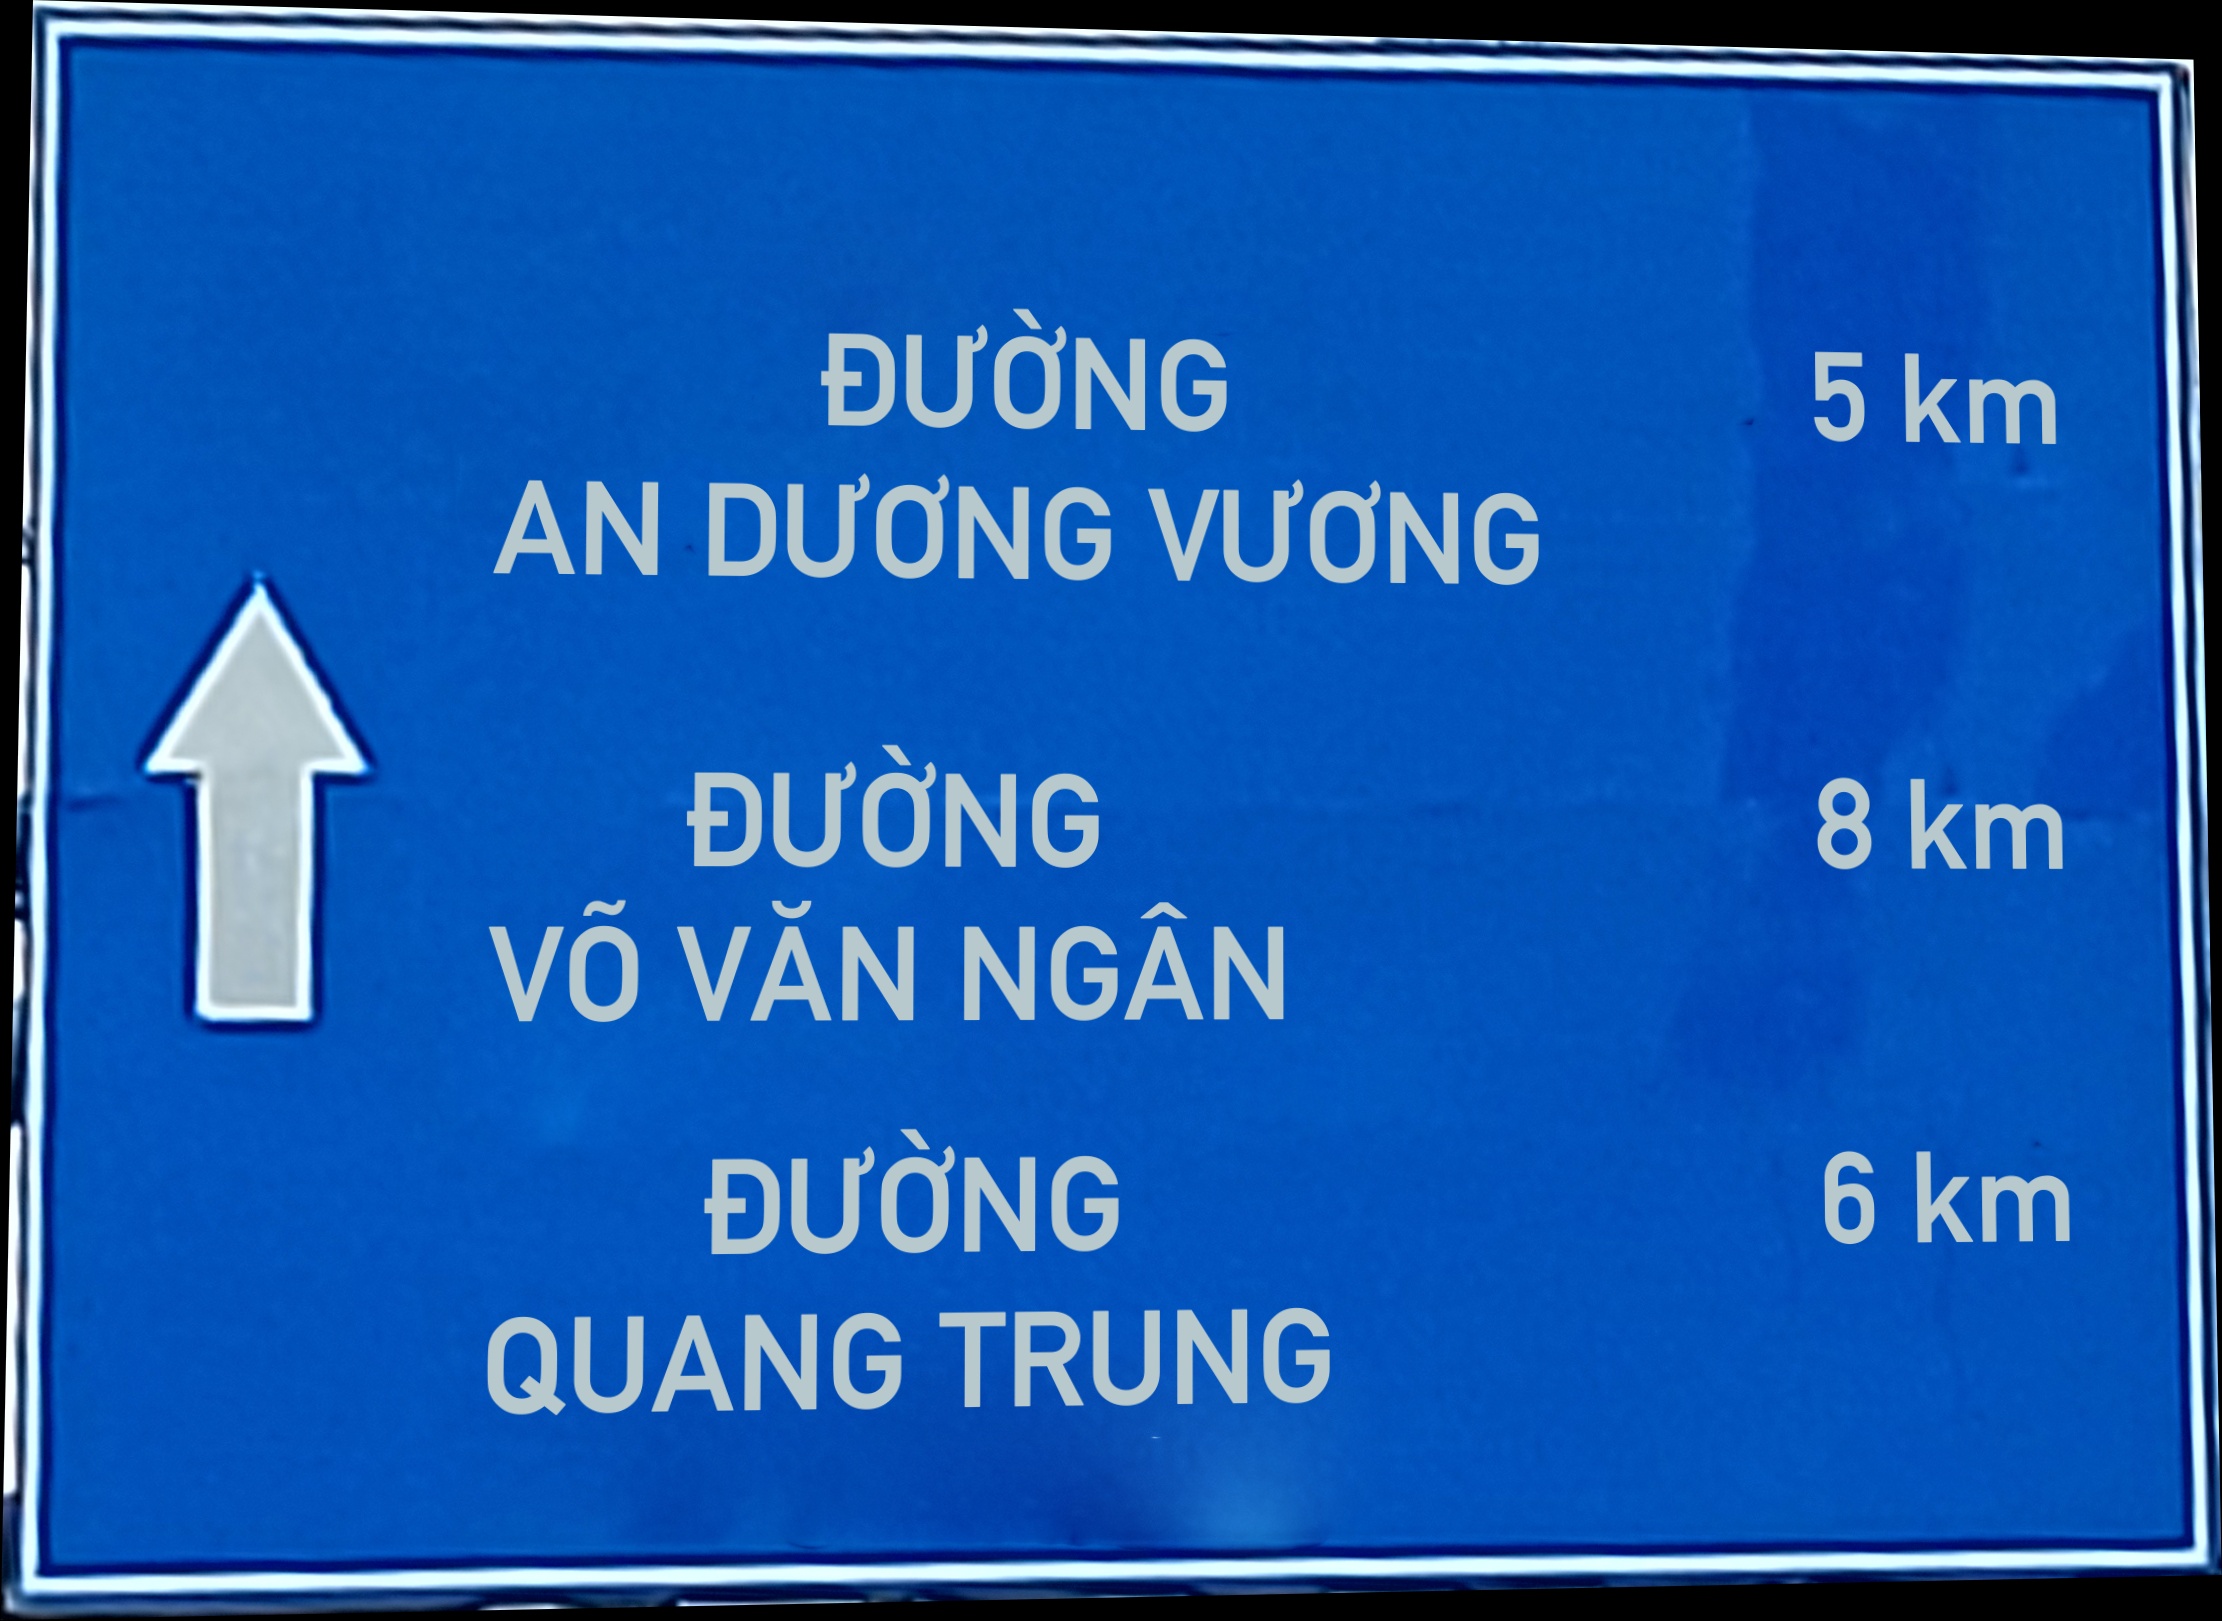 ĐƯỜNG 5 km
AN DƯƠNG VƯƠNG
ĐƯỜNG 8 km
VÕ VĂN NGÂN
ĐƯỜNG 6 km
QUANG TRUNG